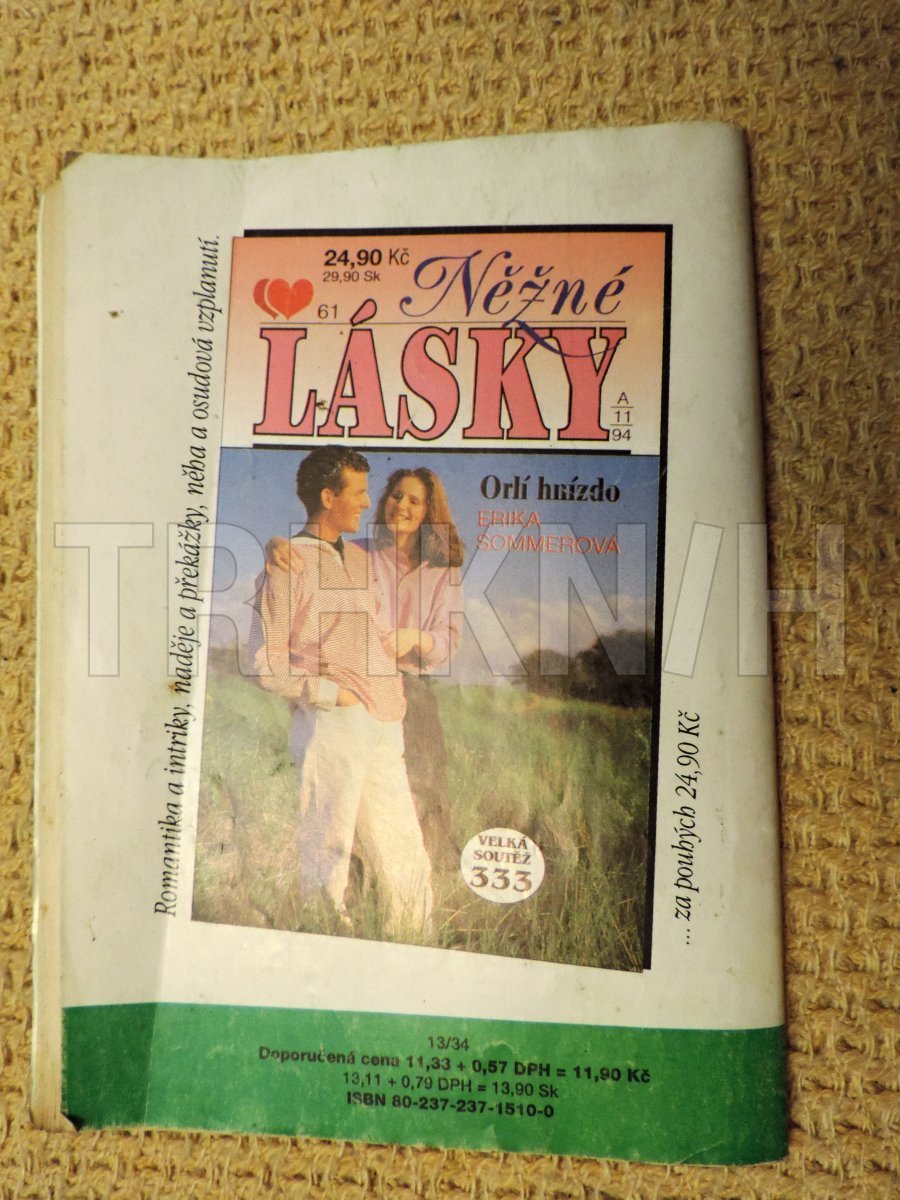 Romantika a intriky, naděje a překážky, něha a osudová vzplanutí.
24,90 Kč
29,90 Sk
61
Něžné
LÁSKY
A
11
94
Orlí hnízdo
ERIKA
SOMMEROVÁ
TRHKNIH
VELKÁ
SOUTĚŽ
333
... za pouhých 24,90 Kč
13/34
Doporučená cena 11,33 + 0,57 DPH = 11,90 Kč
13,11 + 0,79 DPH = 13,90 Sk
ISBN 80-237-237-1510-0